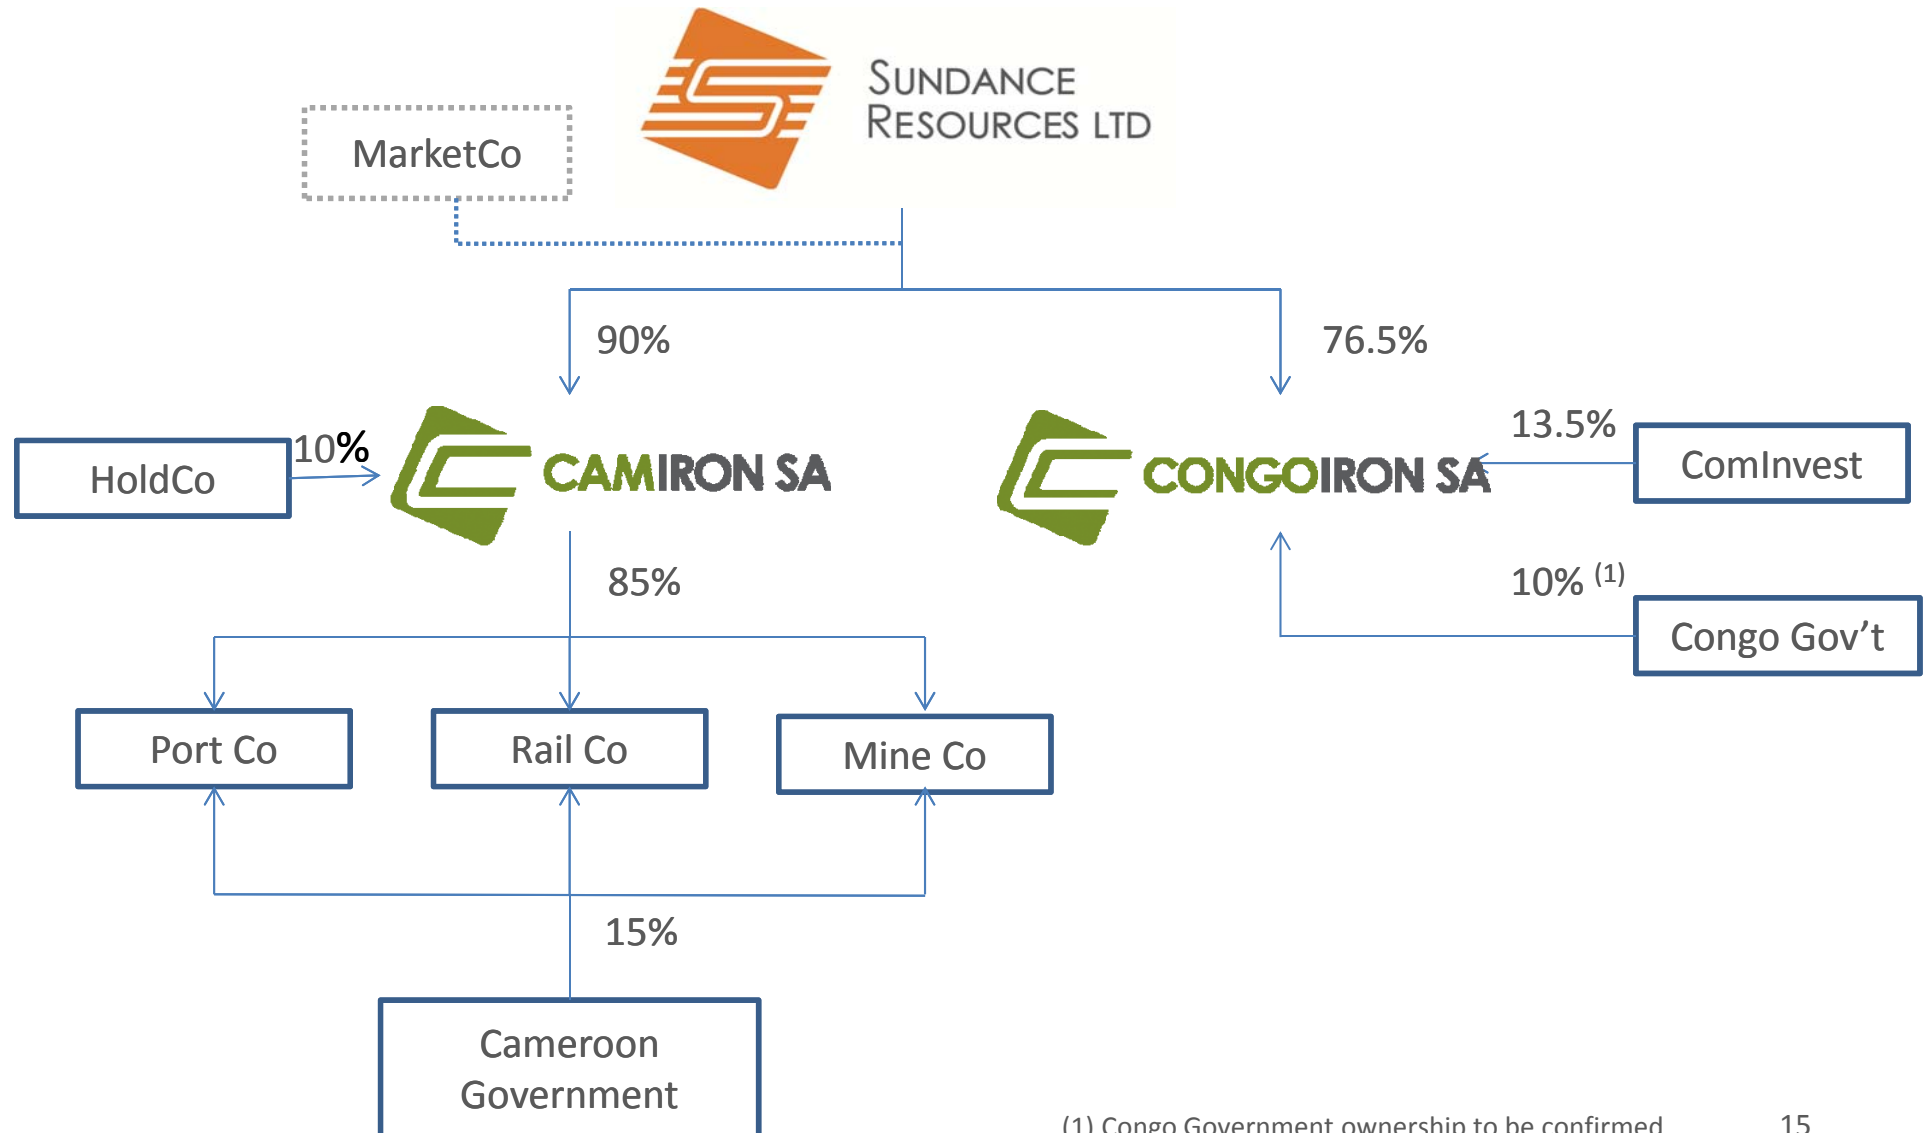 SUNDANCE
RESOURCES LTD
MarketCo
90%
76.5%
HoldCo
10%
CAMIRON SA
CONGOIRON SA
13.5%
ComInvest
85%
10% (1)
Congo Gov’t
Port Co
Rail Co
Mine Co
15%
Cameroon
Government
(1) Congo Government ownership to be confirmed
15